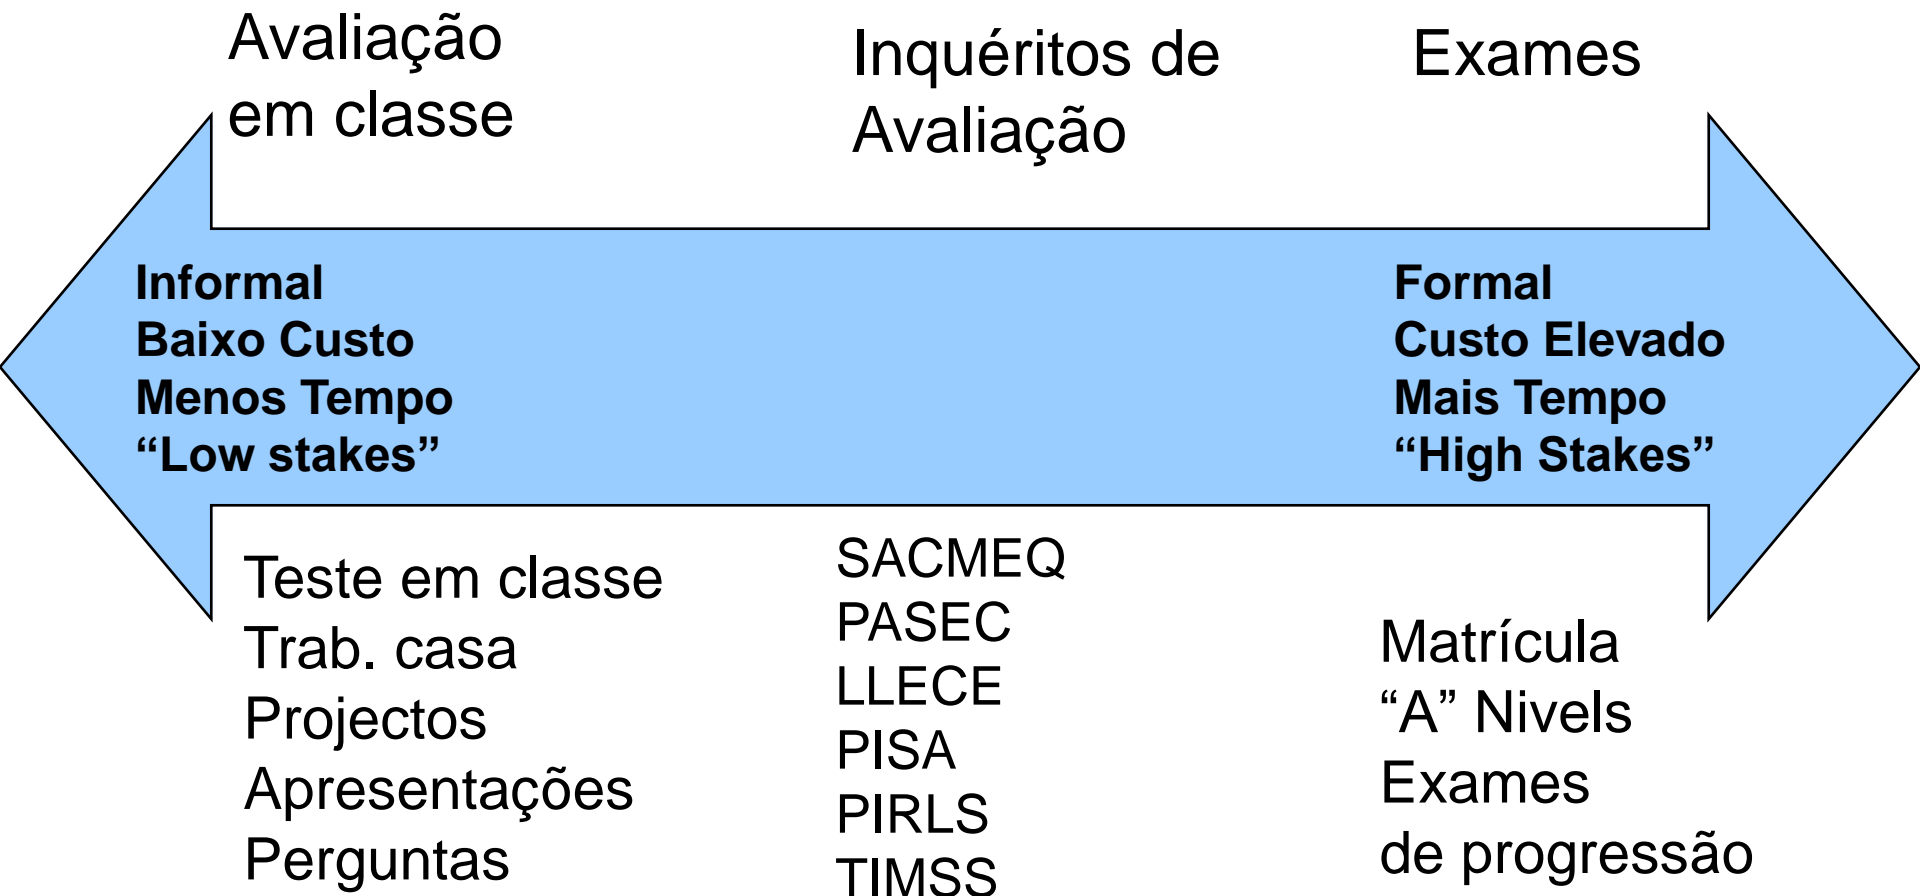 Avaliação
em classe
Inquéritos de
Avaliação
Exames
Informal
Baixo Custo
Menos Tempo
“Low stakes”
Formal
Custo Elevado
Mais Tempo
“High Stakes”
Teste em classe
Trab. casa
Projectos
Apresentações
Perguntas
SACMEQ
PASEC
LLECE
PISA
PIRLS
TIMSS
Matrícula
“A” Nivels
Exames
de progressão